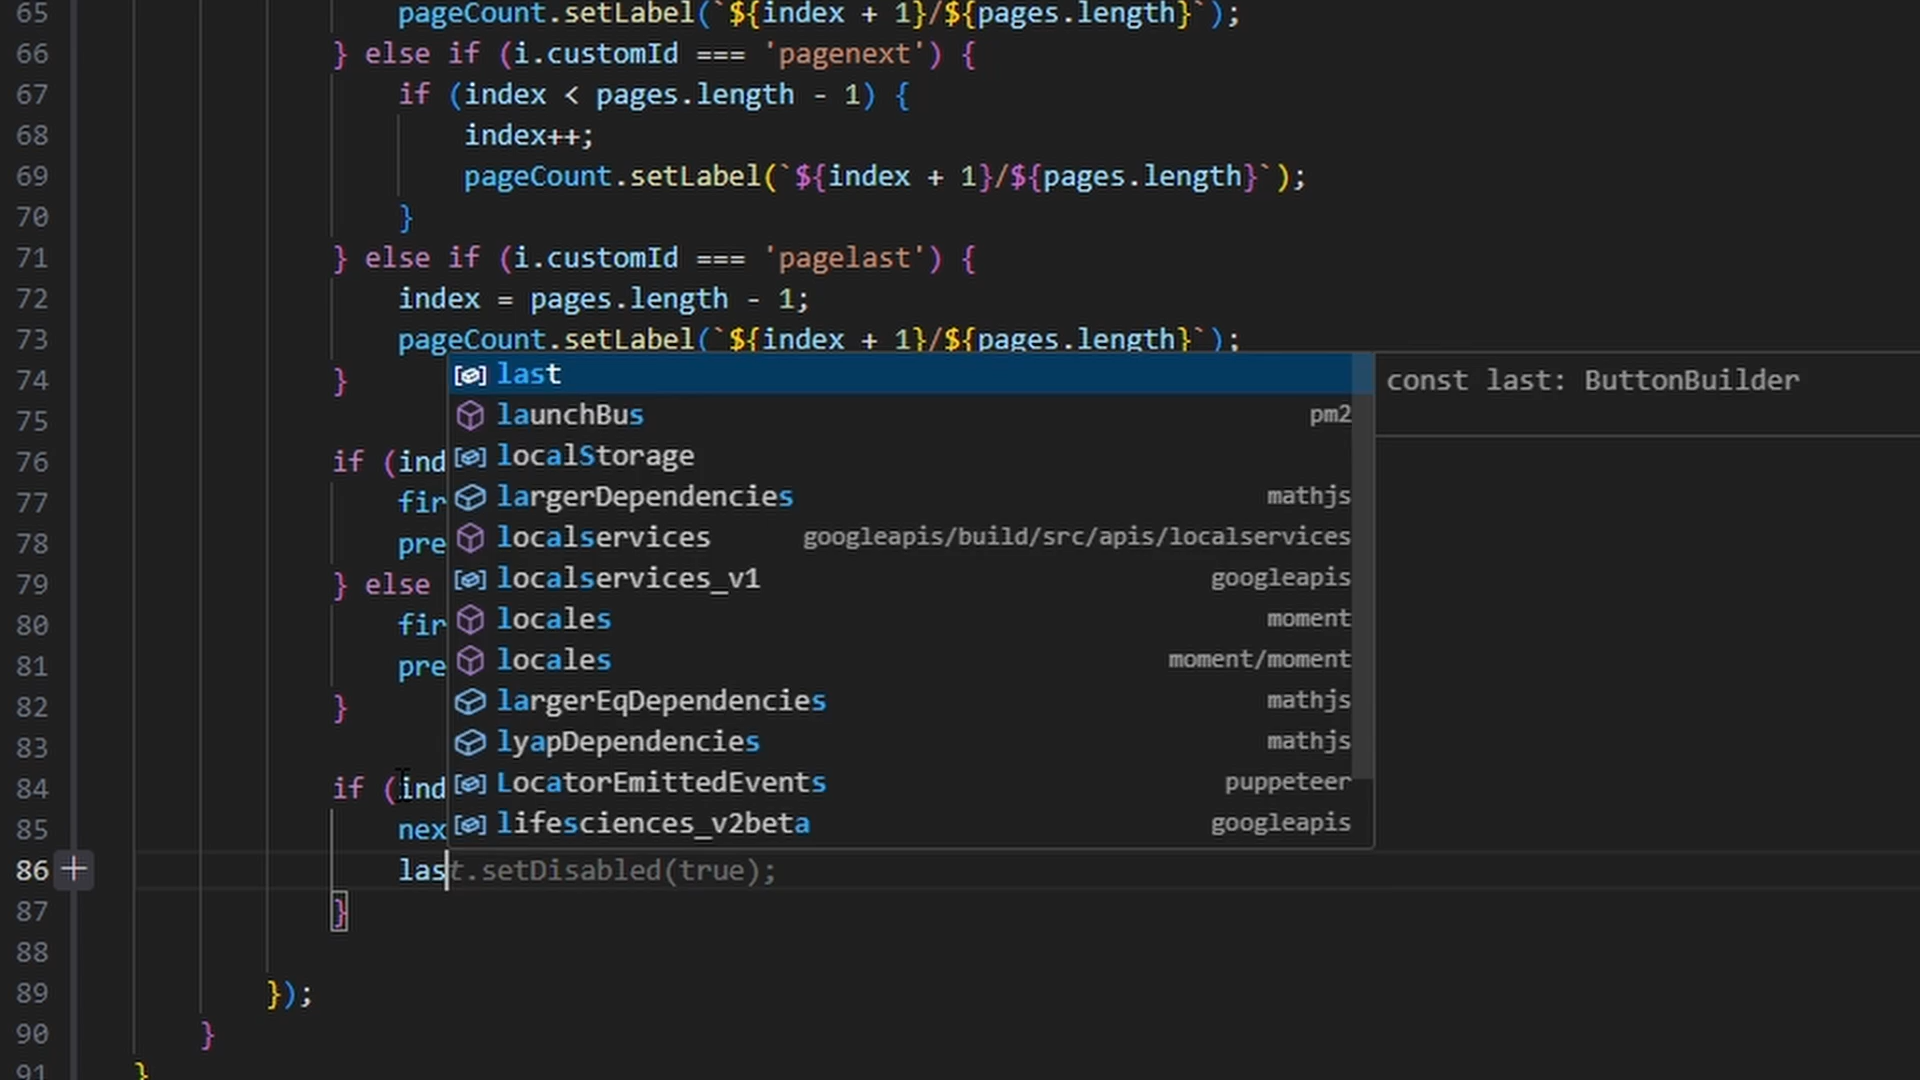 65 pageCount.setLabel(`${index + 1}/${pages.length}`);
66 } else if (i.customId === 'pagenext') {
67 if (index < pages.length - 1) {
68 index++;
69 pageCount.setLabel(`${index + 1}/${pages.length}`);
70 }
71 } else if (i.customId === 'pagelast') {
72 index = pages.length - 1;
73 pageCount.setLabel(`${index + 1}/${pages.length}`);
74 }
last
const last: ButtonBuilder
launchBus pm2
75
localStorage
76 if (ind
largerDependencies mathjs
77 fir
localservices googleapis/build/src/apis/localservices
78 pre
localservices_v1 googleapis
79 } else
locales moment
80 fir
locales moment/moment
81 pre
largerEqDependencies mathjs
82 }
lyapDependencies mathjs
83
LocatorEmittedEvents puppeteer
84 if (ind
lifesciences_v2beta googleapis
85 nex
86 last.setDisabled(true);
87 }
88
89 });
90 }
91 }